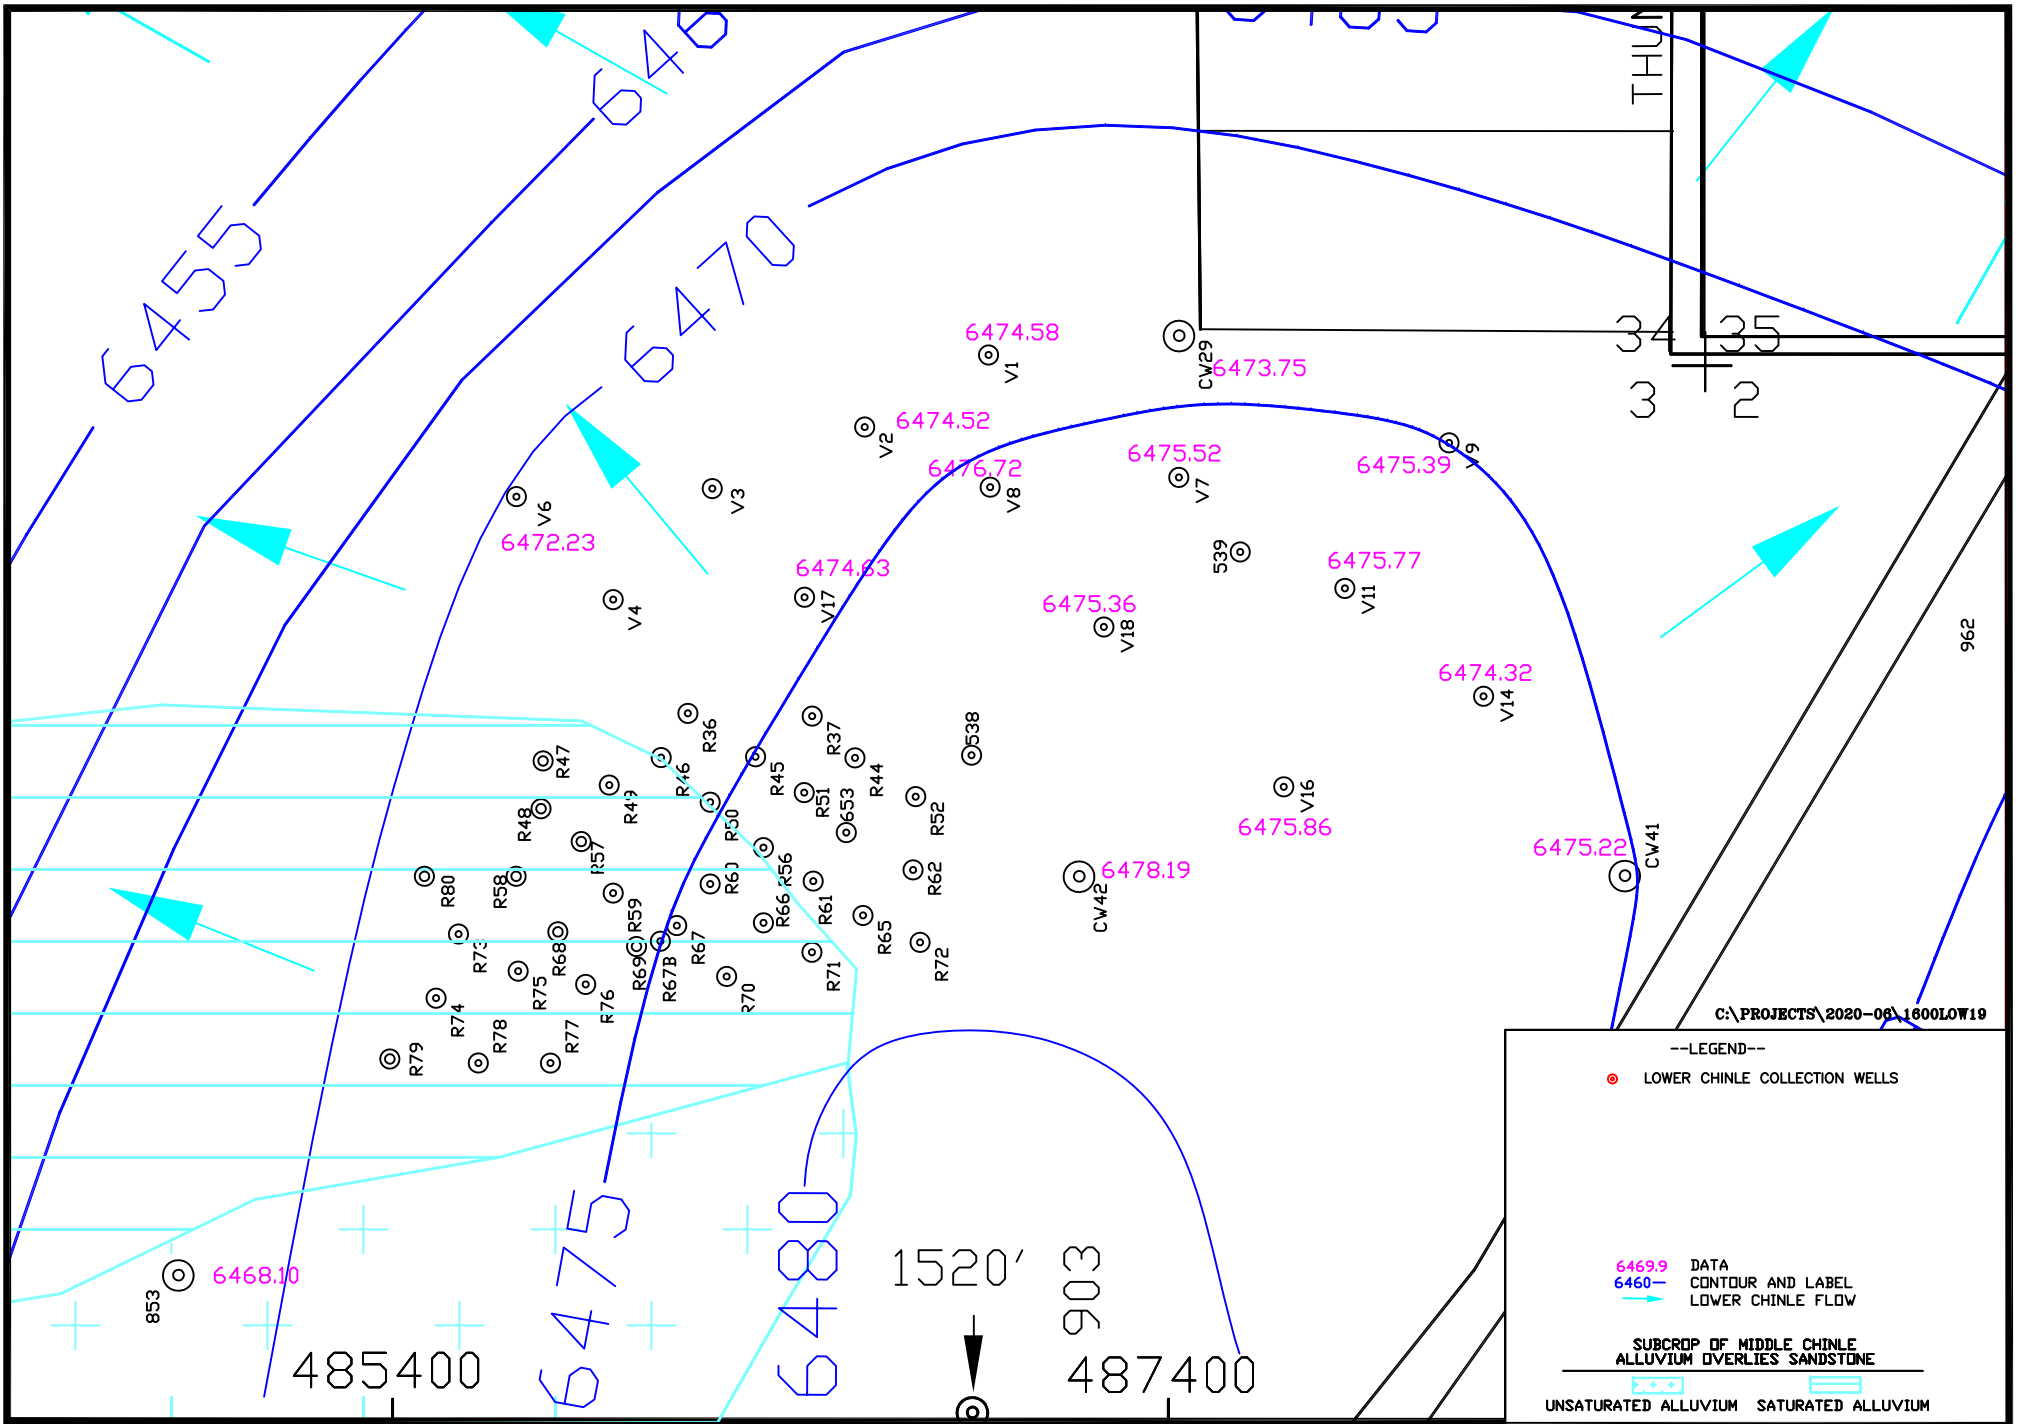 THUN
6455
6470
6474.58
V1
CW29
6473.75
34 35
3 2
6474.52
V2
6476.72
V8
6475.52
V7
6475.39
V9
V6
6472.23
V3
6474.63
V17
V4
539
6475.77
V11
6475.36
V18
962
6474.32
V14
R36
R37
538
R47
R46
R45
R44
R49
R51
653
R52
V16
6475.86
R48
R50
R57
R56
R60
R62
6475.22
CW41
R80
R58
R59
R66
R61
R65
CW42
6478.19
R73
R68
R69
R67B
R67
R71
R72
R75
R76
R70
R74
R78
R77
R79
C:\PROJECTS\2020-06\1600LOW19
--LEGEND--
LOWER CHINLE COLLECTION WELLS
6475
6480
1520'
903
853
6468.10
485400
487400
6469.9 DATA
6460— CONTOUR AND LABEL
LOWER CHINLE FLOW
SUBCROP OF MIDDLE CHINLE
ALLUVIUM OVERLIES SANDSTONE
UNSATURATED ALLUVIUM SATURATED ALLUVIUM